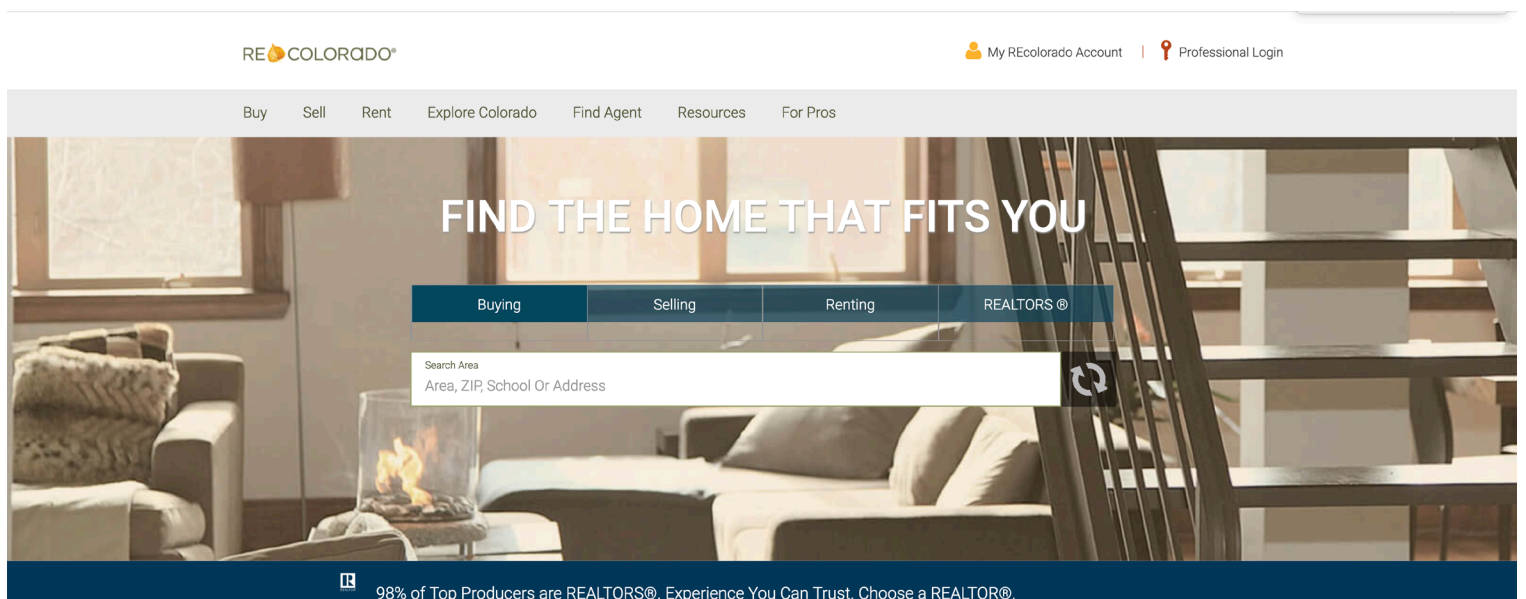 RECOLORADO®
My REcolorado Account | Professional Login
Buy Sell Rent Explore Colorado Find Agent Resources For Pros
FIND THE HOME THAT FITS YOU
Buying Selling Renting REALTORS ®
Search Area
Area, ZIP, School Or Address
REALTOR
98% of Top Producers are REALTORS®. Experience You Can Trust. Choose a REALTOR®.